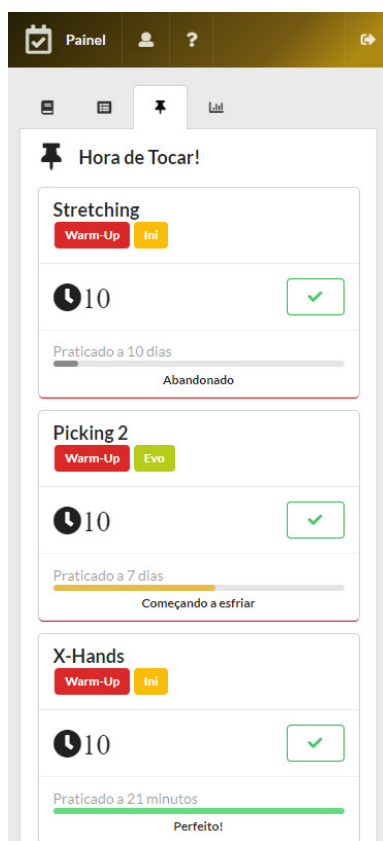 Painel ?
Hora de Tocar!
Stretching
Warm-Up Ini
10
Praticado a 10 dias
Abandonado
Picking 2
Warm-Up Evo
10
Praticado a 7 dias
Começando a esfriar
X-Hands
Warm-Up Ini
10
Praticado a 21 minutos
Perfeito!